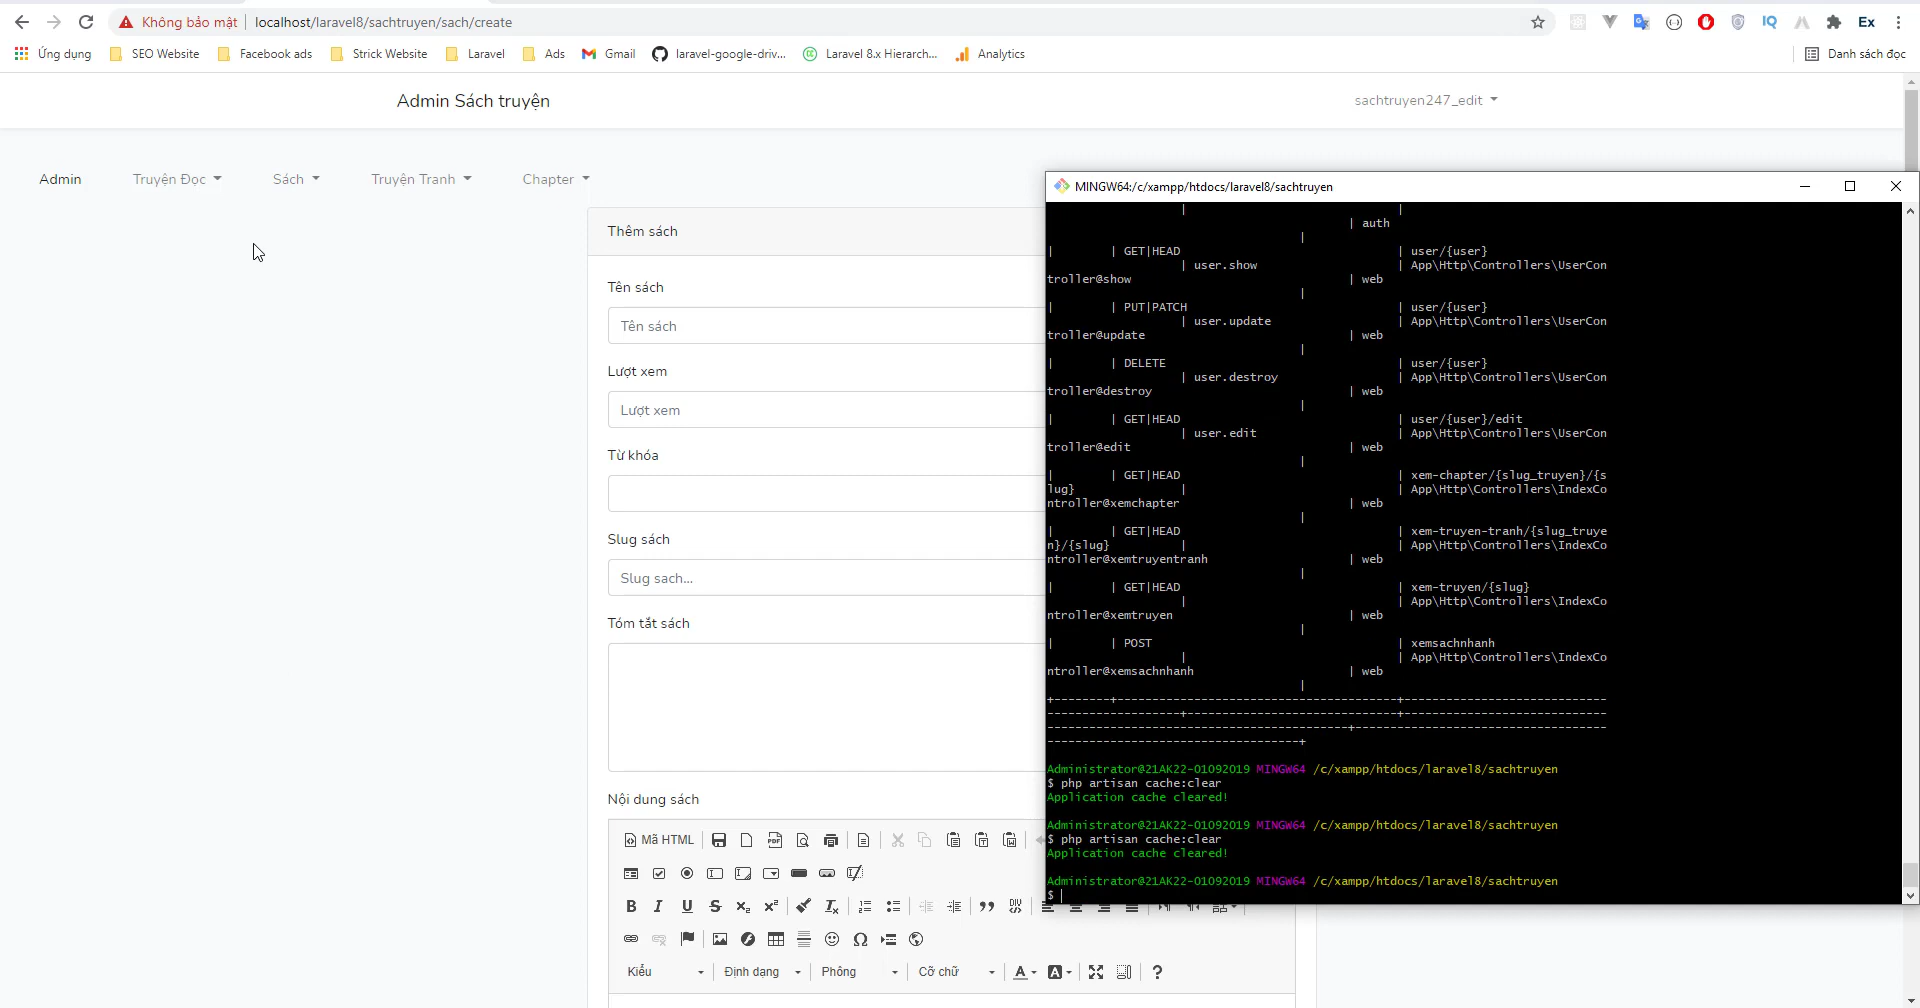 Không bảo mật localhost/laravel8/sachtruyen/sach/create
Ex
Ứng dụng SEO Website Facebook ads Strick Website Laravel Ads Gmail laravel-google-driv... Laravel 8.x Hierarch... Analytics Danh sách đọc
Admin Sách truyện sachtruyen247_edit
Admin Truyện Đọc Sách Truyện Tranh Chapter
Thêm sách
Tên sách
Tên sách
Lượt xem
Lượt xem
Từ khóa
Slug sách
Slug sach...
Tóm tắt sách
Nội dung sách
Mã HTML
Kiểu Định dạng Phông Cỡ chữ
MINGW64:/c/xampp/htdocs/laravel8/sachtruyen
| |
| auth
|
| | GET|HEAD | user/{user}
| user.show | App\Http\Controllers\UserCon
troller@show | web
|
| | PUT|PATCH | user/{user}
| user.update | App\Http\Controllers\UserCon
troller@update | web
|
| | DELETE | user/{user}
| user.destroy | App\Http\Controllers\UserCon
troller@destroy | web
|
| | GET|HEAD | user/{user}/edit
| user.edit | App\Http\Controllers\UserCon
troller@edit | web
|
| | GET|HEAD | xem-chapter/{slug_truyen}/{s
lug} | | App\Http\Controllers\IndexCo
ntroller@xemchapter | web
|
| | GET|HEAD | xem-truyen-tranh/{slug_truye
n}/{slug} | | App\Http\Controllers\IndexCo
ntroller@xemtruyentranh | web
|
| | GET|HEAD | xem-truyen/{slug}
| | App\Http\Controllers\IndexCo
ntroller@xemtruyen | web
|
| | POST | xemsachnhanh
| | App\Http\Controllers\IndexCo
ntroller@xemsachnhanh | web
|
Administrator@21AK22-01092019 MINGW64 /c/xampp/htdocs/laravel8/sachtruyen
$ php artisan cache:clear
Application cache cleared!
Administrator@21AK22-01092019 MINGW64 /c/xampp/htdocs/laravel8/sachtruyen
$ php artisan cache:clear
Application cache cleared!
Administrator@21AK22-01092019 MINGW64 /c/xampp/htdocs/laravel8/sachtruyen
$